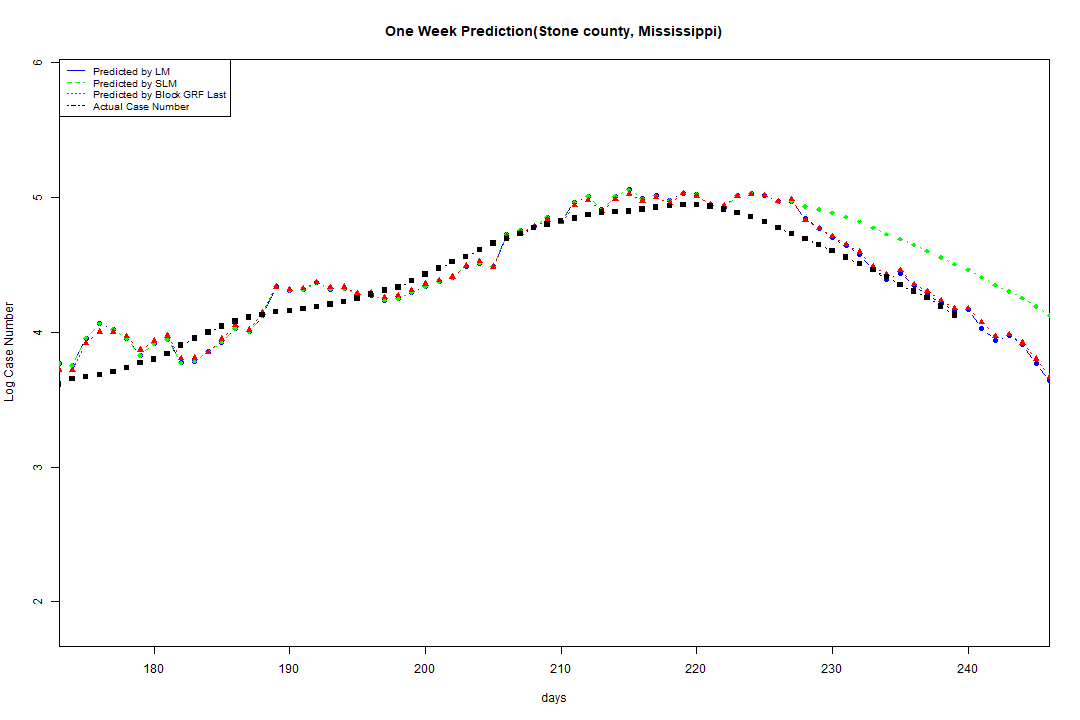 One Week Prediction(Stone county, Mississippi)
Predicted by LM
Predicted by SLM
Predicted by Block GRF Last
Actual Case Number
6
5
4
3
2
Log Case Number
180 190 200 210 220 230 240
days